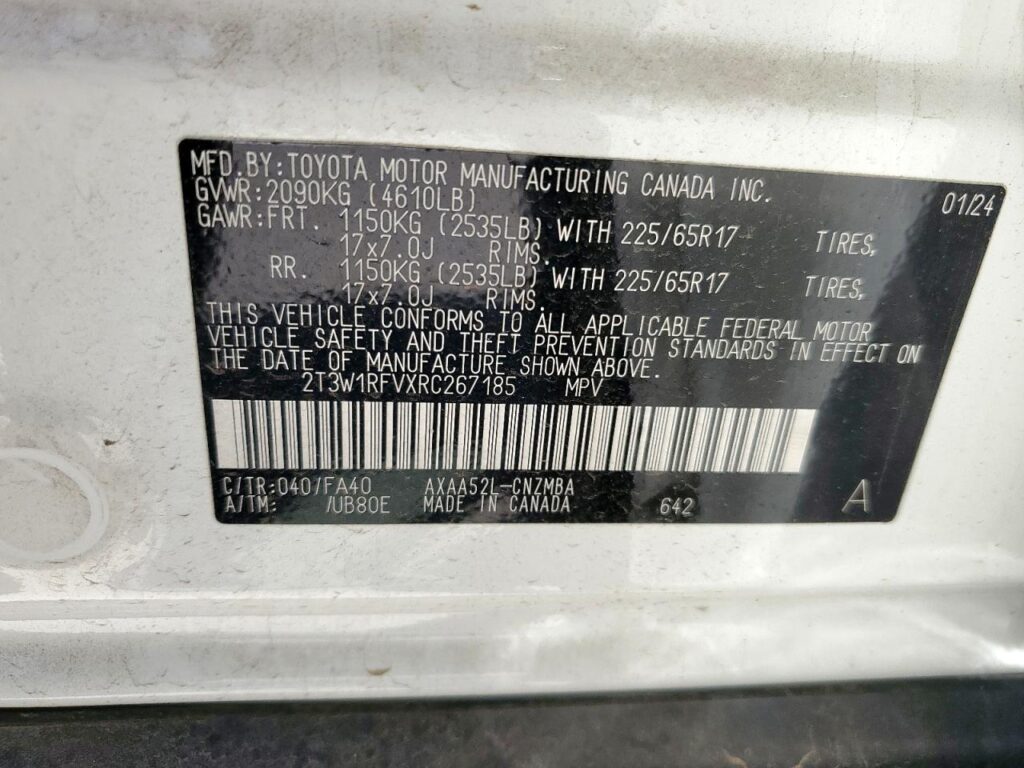 MFD.BY:TOYOTA MOTOR MANUFACTURING CANADA INC. 01/24
GVWR:2090KG (4610LB)
GAWR:FRT. 1150KG (2535LB) WITH 225/65R17 TIRES,
17x7.0J RIMS.
RR. 1150KG (2535LB) WITH 225/65R17 TIRES,
17x7.0J RIMS.
THIS VEHICLE CONFORMS TO ALL APPLICABLE FEDERAL MOTOR
VEHICLE SAFETY AND THEFT PREVENTION STANDARDS IN EFFECT ON
THE DATE OF MANUFACTURE SHOWN ABOVE.
2T3W1RFVXRC267185 MPV
C/TR:040/FA40 AXAA52L-CNZMBA
A/TM: /UB80E MADE IN CANADA 642 A